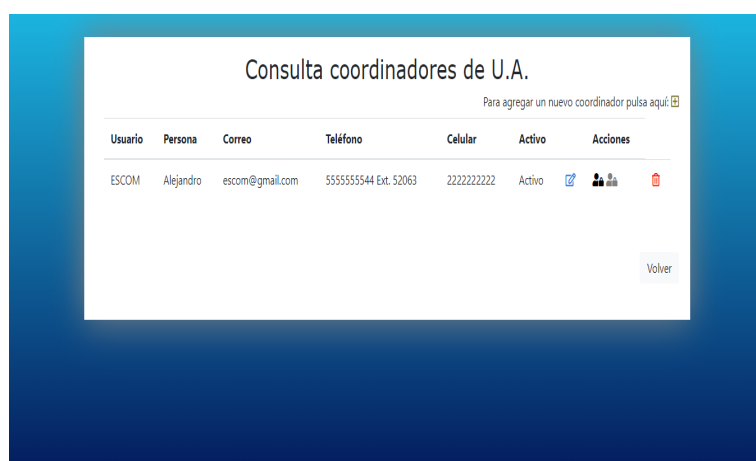 Consulta coordinadores de U.A.
Para agregar un nuevo coordinador pulsa aquí:
Usuario Persona Correo Teléfono Celular Activo Acciones
ESCOM Alejandro escom@gmail.com 5555555544 Ext. 52063 2222222222 Activo
Volver